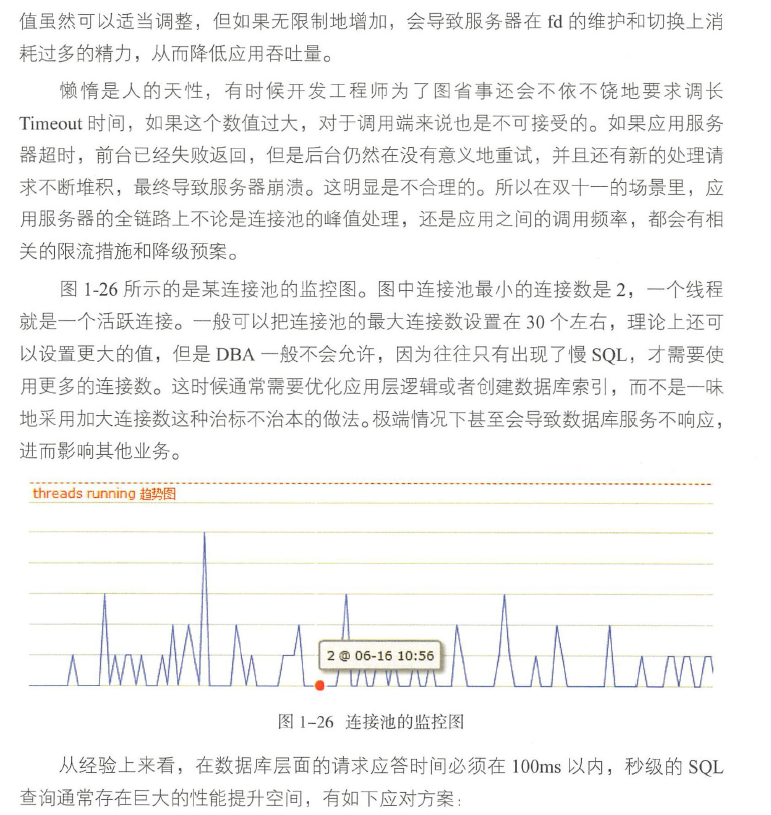 值虽然可以适当调整，但如果无限制地增加，会导致服务器在 fd 的维护和切换上消
耗过多的精力，从而降低应用吞吐量。
懒惰是人的天性，有时候开发工程师为了图省事还会不依不饶地要求调长
Timeout 时间，如果这个数值过大，对于调用端来说也是不可接受的。如果应用服务
器超时，前台已经失败返回，但是后台仍然在没有意义地重试，并且还有新的处理请
求不断堆积，最终导致服务器崩溃。这明显是不合理的。所以在双十一的场景里，应
用服务器的全链路上不论是连接池的峰值处理，还是应用之间的调用频率，都会有相
关的限流措施和降级预案。
图 1-26 所示的是某连接池的监控图。图中连接池最小的连接数是 2，一个线程
就是一个活跃连接。一般可以把连接池的最大连接数设置在 30 个左右，理论上还可
以设置更大的值，但是 DBA 一般不会允许，因为往往只有出现了慢 SQL，才需要使
用更多的连接数。这时候通常需要优化应用层逻辑或者创建数据库索引，而不是一味
地采用加大连接数这种治标不治本的做法。极端情况下甚至会导致数据库服务不响应，
进而影响其他业务。
threads running 趋势图
2 @ 06-16 10:56
图 1-26 连接池的监控图
从经验上来看，在数据库层面的请求应答时间必须在 100ms 以内，秒级的 SQL
查询通常存在巨大的性能提升空间，有如下应对方案：